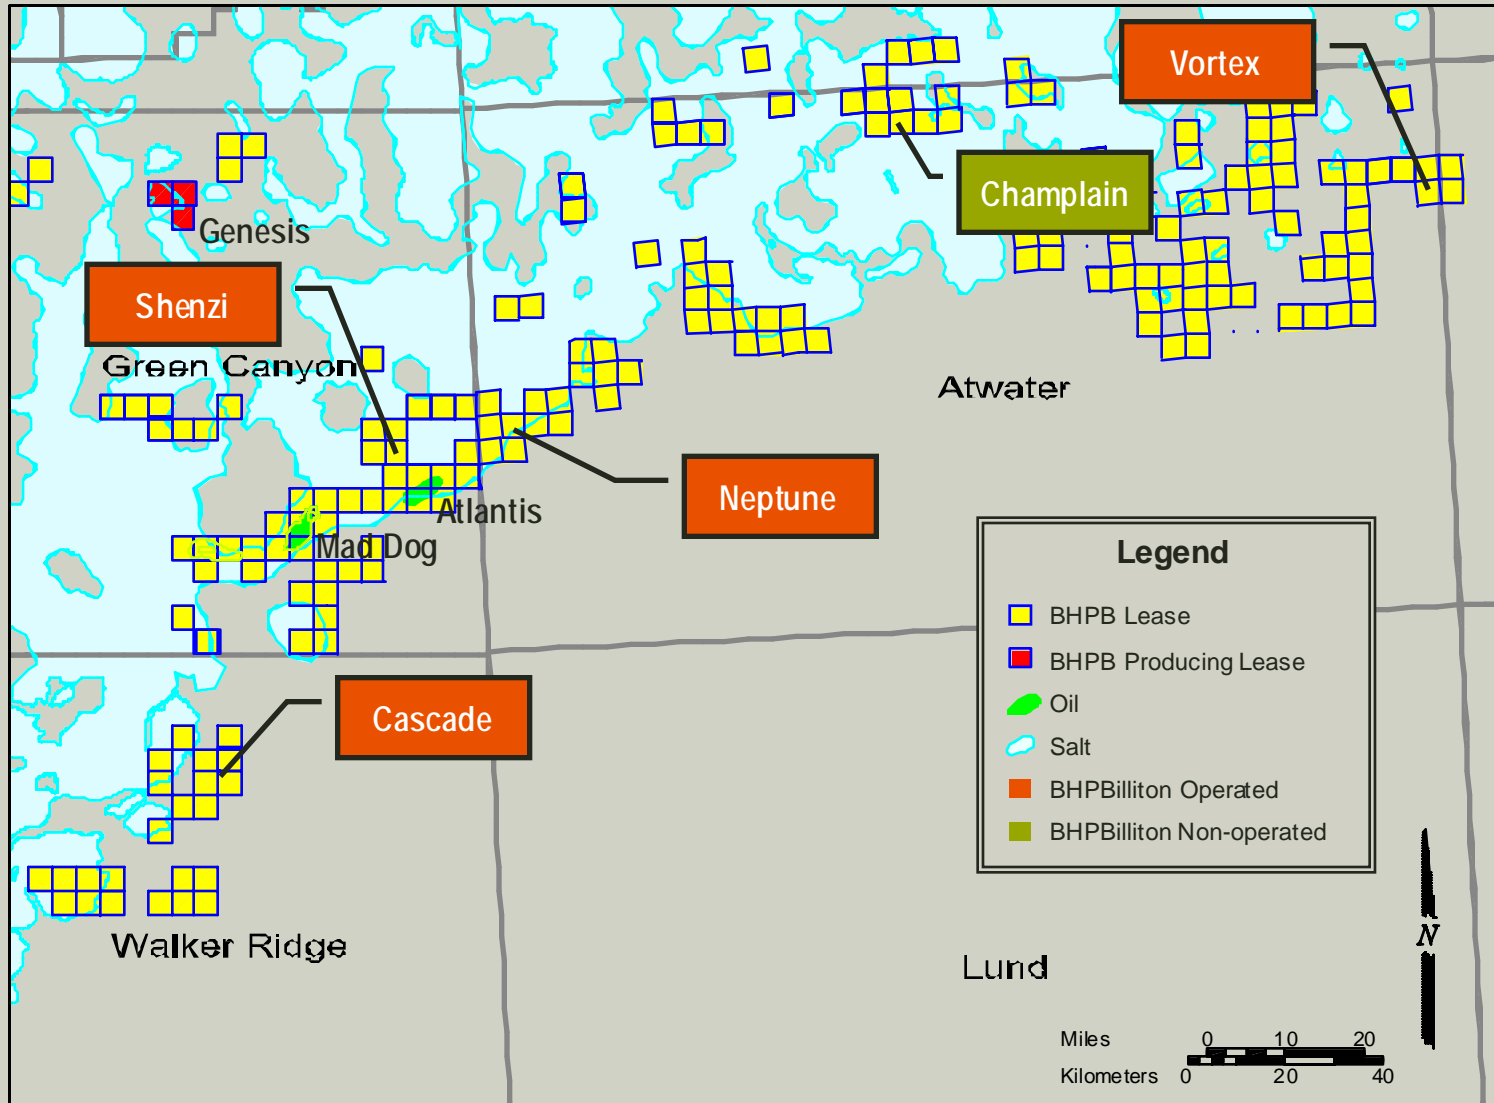 Vortex
Champlain
Genesis
Shenzi
Green Canyon
Atwater
Neptune
Atlantis
Mad Dog
Cascade
Legend
BHPB Lease
BHPB Producing Lease
Oil
Salt
BHPBilliton Operated
BHPBilliton Non-operated
Walker Ridge
Lund
N
Miles 0 10 20
Kilometers 0 20 40